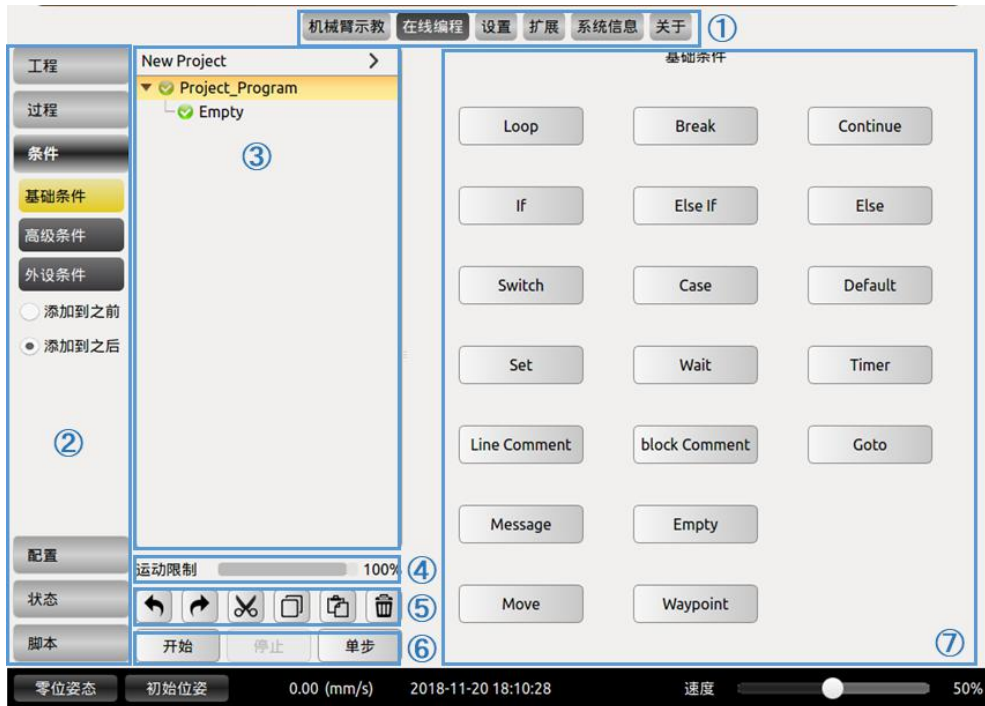 机械臂示教 在线编程 设置 扩展 系统信息 关于 ①
工程
过程
条件
基础条件
高级条件
外设条件
添加到之前
添加到之后
②
配置
状态
脚本
New Project
Project_Program
Empty
③
运动限制 100% ④
⑤
开始 停止 单步 ⑥
基础条件
Loop Break Continue
If Else If Else
Switch Case Default
Set Wait Timer
Line Comment block Comment Goto
Message Empty
Move Waypoint
⑦
零位姿态 初始位姿 0.00 (mm/s) 2018-11-20 18:10:28 速度 50%